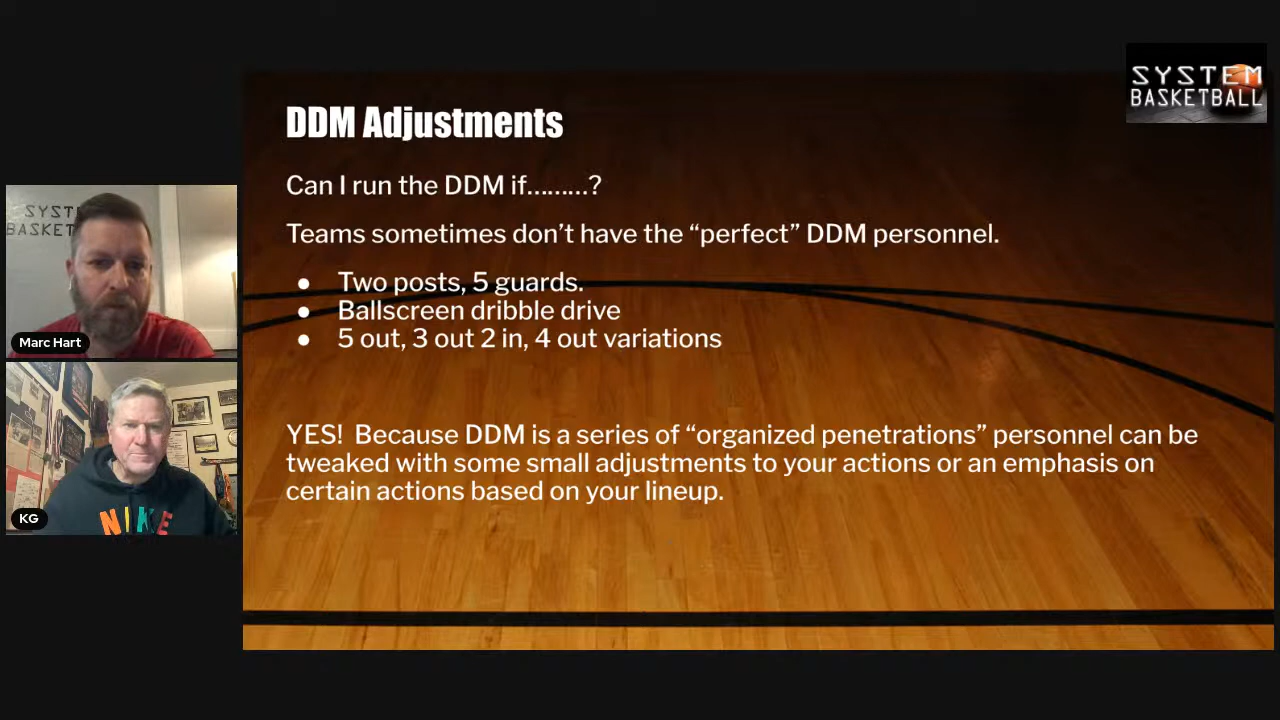 SYSTEM
BASKETBALL
DDM Adjustments
Can I run the DDM if.........?
Teams sometimes don’t have the “perfect” DDM personnel.
● Two posts, 5 guards.
● Ballscreen dribble drive
● 5 out, 3 out 2 in, 4 out variations
YES!  Because DDM is a series of “organized penetrations” personnel can be
tweaked with some small adjustments to your actions or an emphasis on
certain actions based on your lineup.
SYST
BASKET
Marc Hart
NIKE
KG